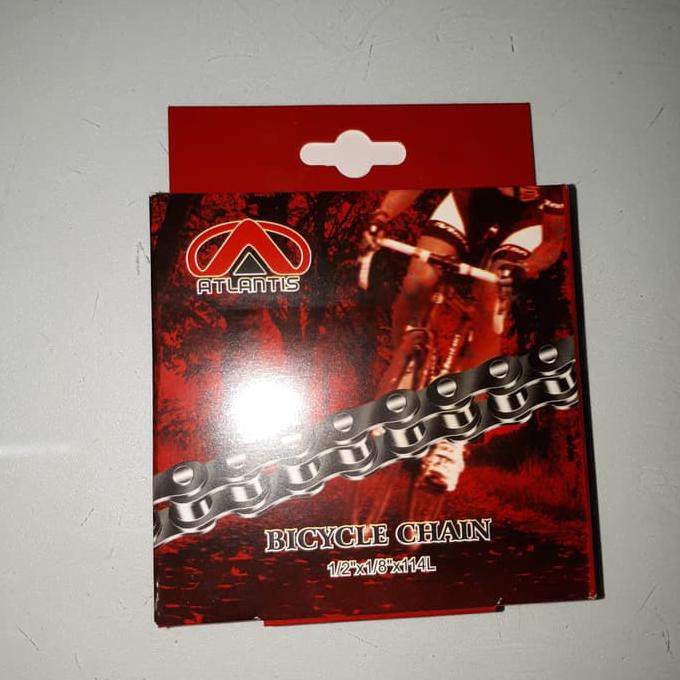 ATLANTIS
BICYCLE CHAIN
1/2"x1/8"x114L